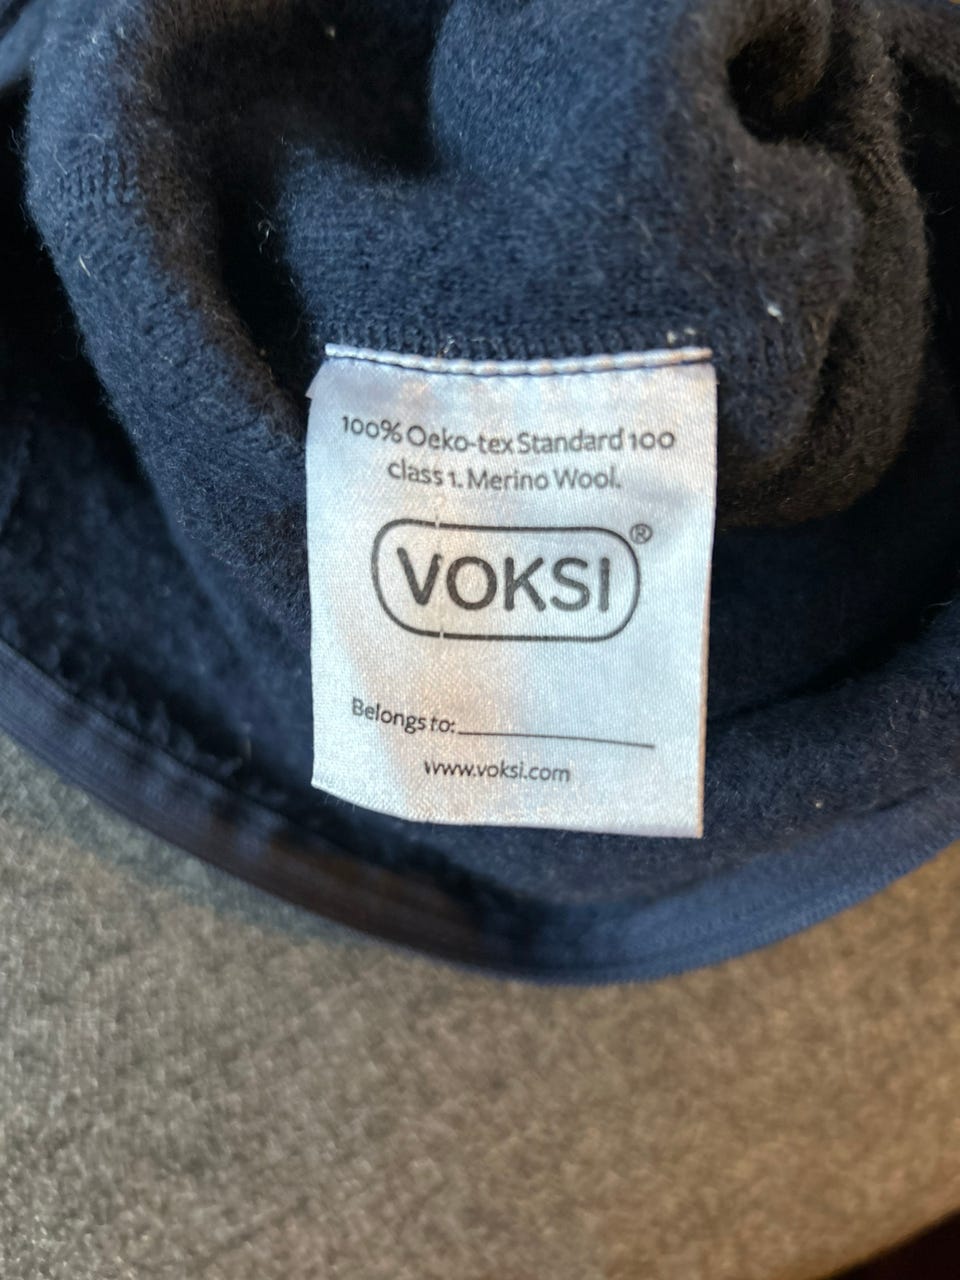 100% Oeko-tex Standard 100
class 1. Merino Wool.
VOKSI®
Belongs to:
www.voksi.com